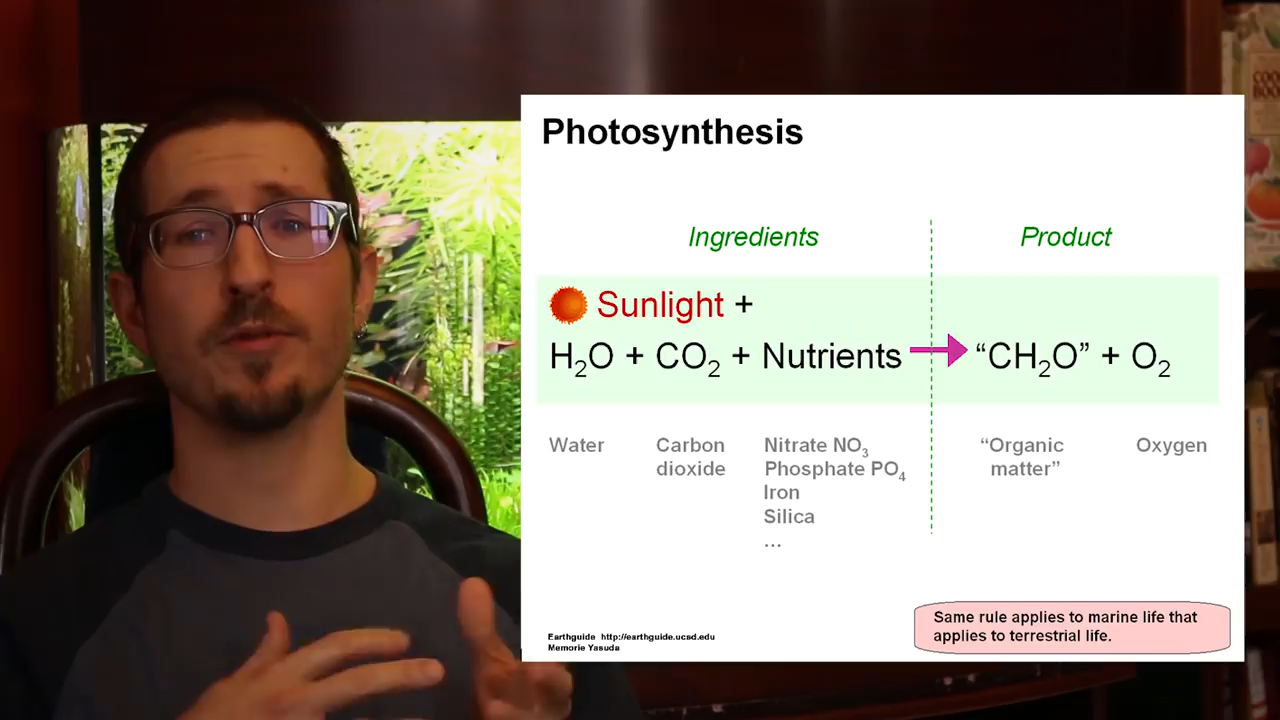 Photosynthesis
Ingredients
Product
Sunlight +
H₂O + CO₂ + Nutrients
“CH₂O” + O₂
Water
Carbon
dioxide
Nitrate NO₃
Phosphate PO₄
Iron
Silica
...
“Organic
matter”
Oxygen
Same rule applies to marine life that
applies to terrestrial life.
Earthguide http://earthguide.ucsd.edu
Memorie Yasuda
COOK
BOOK